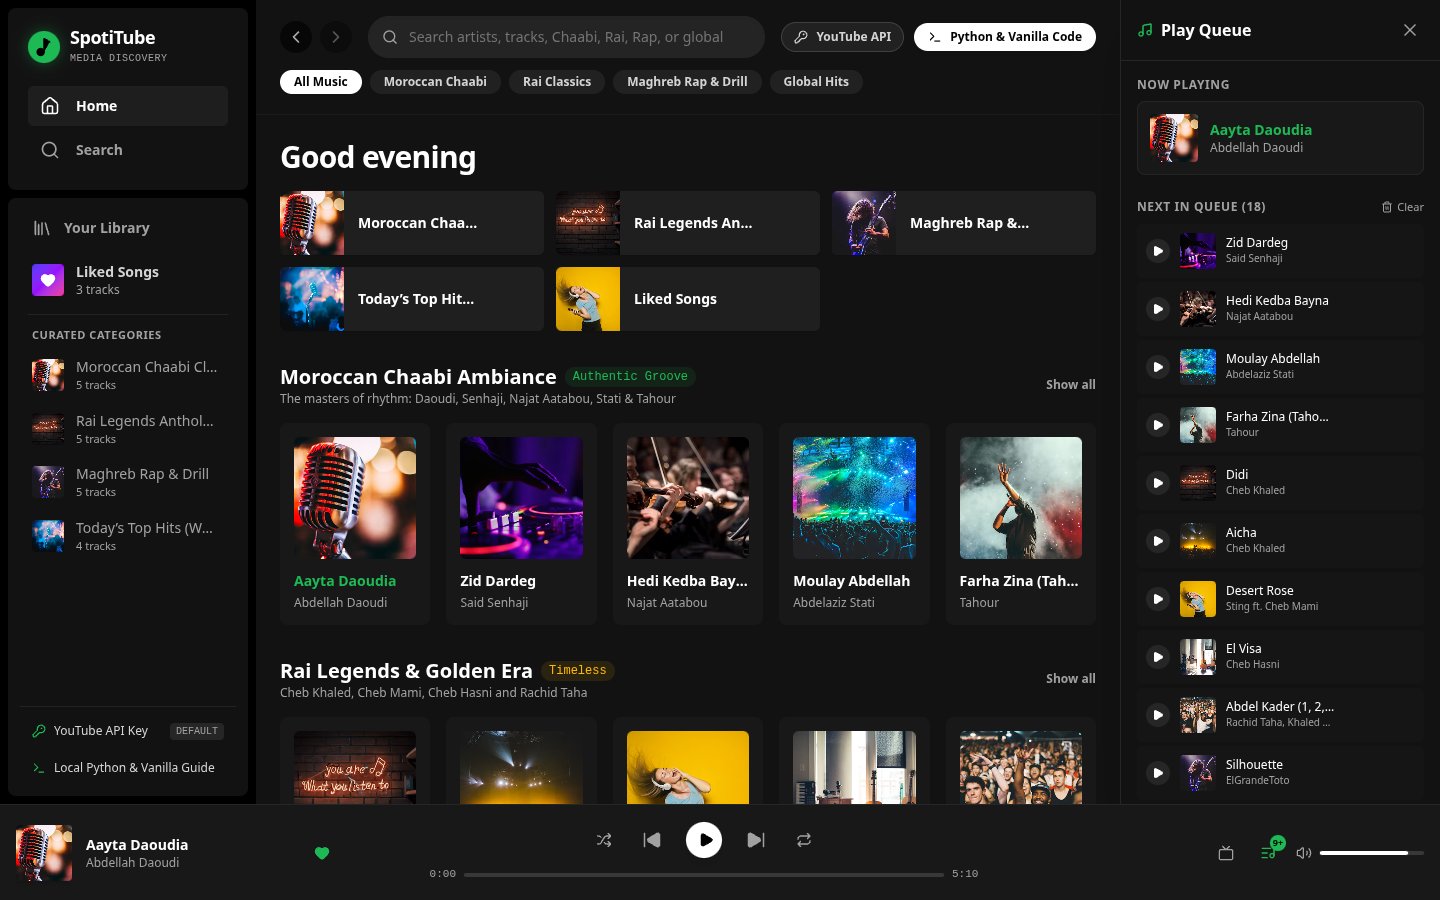 SpotiTube
MEDIA DISCOVERY
Home
Search
Your Library
Liked Songs
3 tracks
CURATED CATEGORIES
Moroccan Chaabi Cl...
5 tracks
Rai Legends Anthol...
5 tracks
Maghreb Rap & Drill
5 tracks
Today's Top Hits (W...
4 tracks
YouTube API Key
DEFAULT
Local Python & Vanilla Guide
Search artists, tracks, Chaabi, Rai, Rap, or global
YouTube API
Python & Vanilla Code
All Music
Moroccan Chaabi
Rai Classics
Maghreb Rap & Drill
Global Hits
Good evening
Moroccan Chaa...
Rai Legends An...
Maghreb Rap &...
Today's Top Hit...
Liked Songs
Moroccan Chaabi Ambiance
Authentic Groove
The masters of rhythm: Daoudi, Senhaji, Najat Aatabou, Stati & Tahour
Show all
Aayta Daoudia
Abdellah Daoudi
Zid Dardeg
Said Senhaji
Hedi Kedba Bay...
Najat Aatabou
Moulay Abdellah
Abdelaziz Stati
Farha Zina (Tah...
Tahour
Rai Legends & Golden Era
Timeless
Cheb Khaled, Cheb Mami, Cheb Hasni and Rachid Taha
Show all
you are
What you listen to
Play Queue
NOW PLAYING
Aayta Daoudia
Abdellah Daoudi
NEXT IN QUEUE (18)
Clear
Zid Dardeg
Said Senhaji
Hedi Kedba Bayna
Najat Aatabou
Moulay Abdellah
Abdelaziz Stati
Farha Zina (Taho...
Tahour
Didi
Cheb Khaled
Aicha
Cheb Khaled
Desert Rose
Sting ft. Cheb Mami
El Visa
Cheb Hasni
Abdel Kader (1, 2,...
Rachid Taha, Khaled ...
Silhouette
ElGrandeToto
Aayta Daoudia
Abdellah Daoudi
0:00
5:10
9+